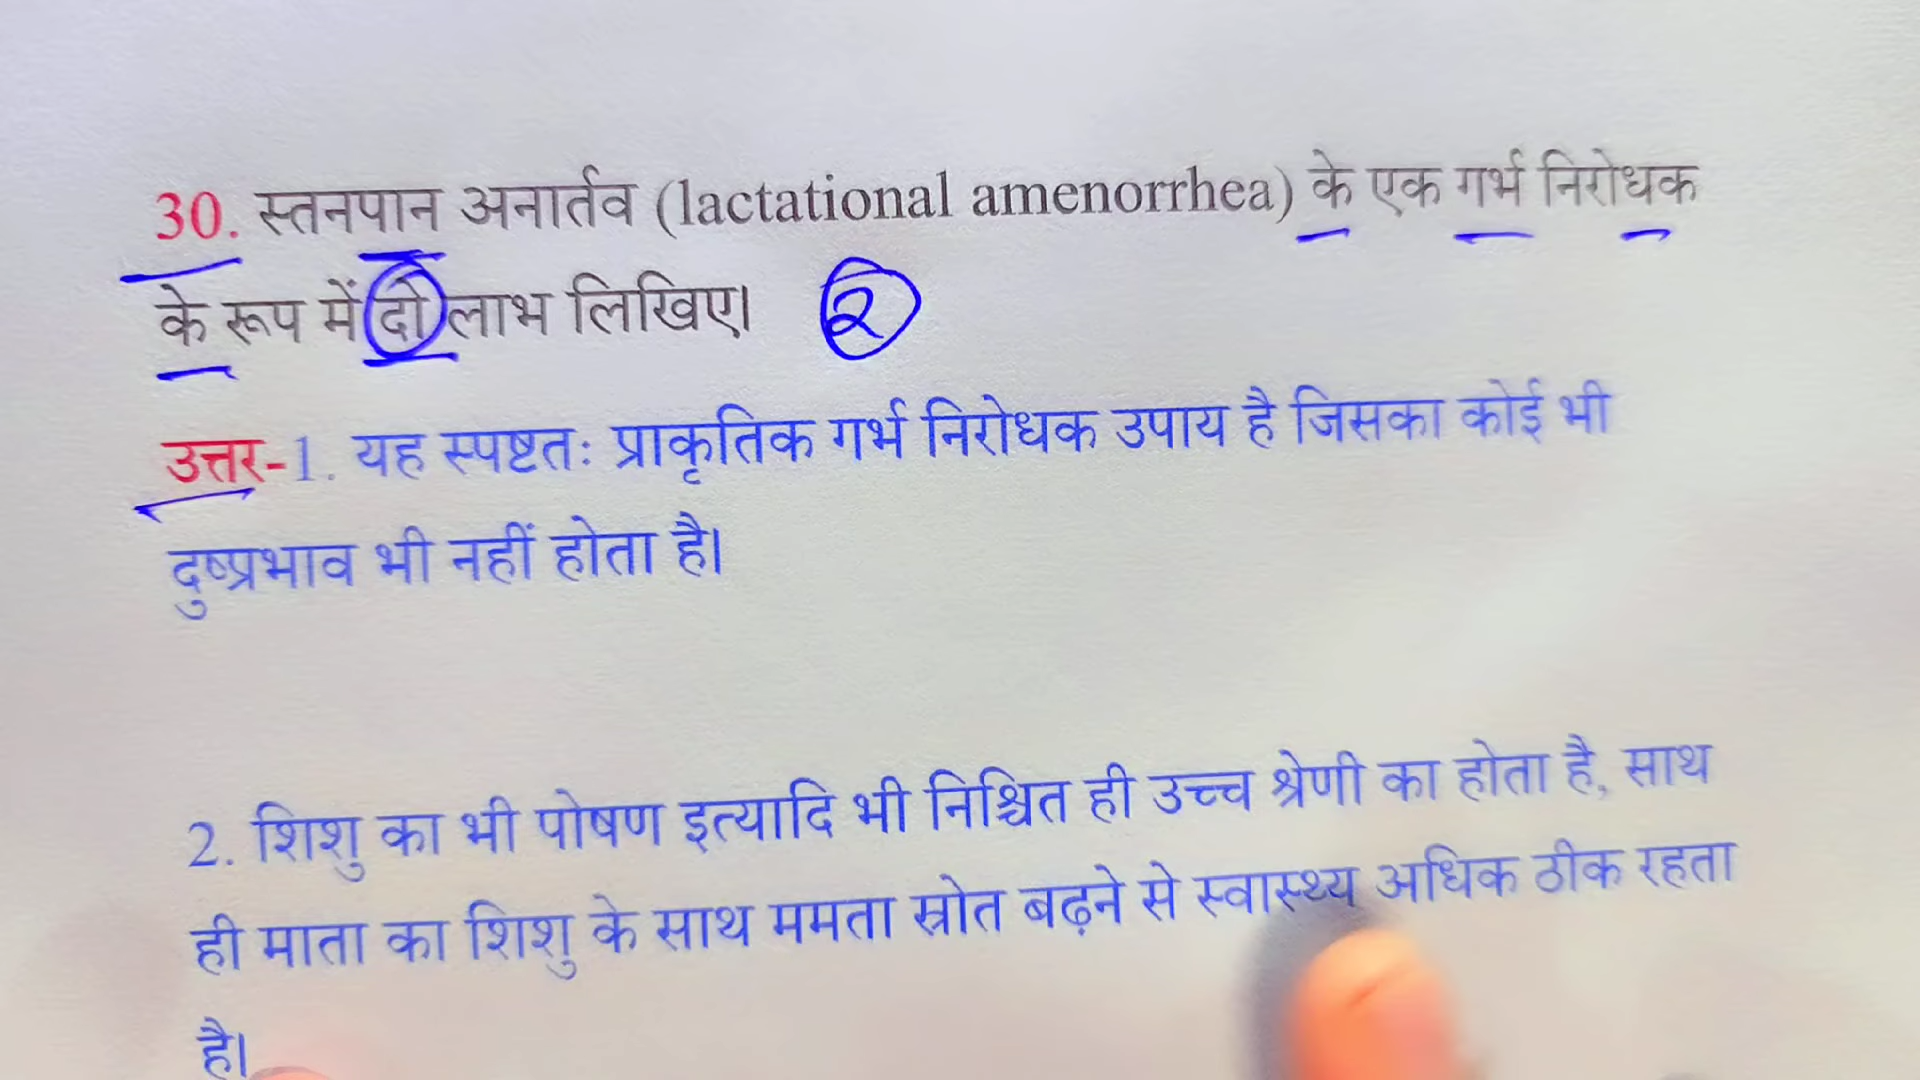 30. स्तनपान अनार्तव (lactational amenorrhea) के एक गर्भ निरोधक
के रूप में दो लाभ लिखिए। २
उत्तर-1. यह स्पष्टतः प्राकृतिक गर्भ निरोधक उपाय है जिसका कोई भी
दुष्प्रभाव भी नहीं होता है।
2. शिशु का भी पोषण इत्यादि भी निश्चित ही उच्च श्रेणी का होता है, साथ
ही माता का शिशु के साथ ममता स्रोत बढ़ने से स्वास्थ्य अधिक ठीक रहता
है।